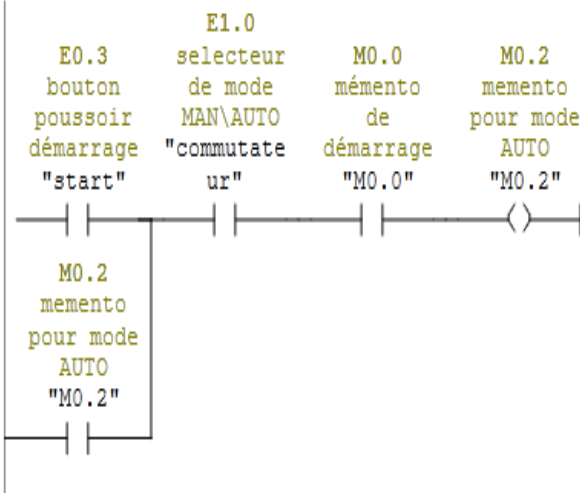 E0.3
bouton
poussoir
démarrage
"start"
E1.0
selecteur
de mode
MAN\AUTO
"commutate
ur"
M0.0
mémento
de
démarrage
"M0.0"
M0.2
memento
pour mode
AUTO
"M0.2"
M0.2
memento
pour mode
AUTO
"M0.2"